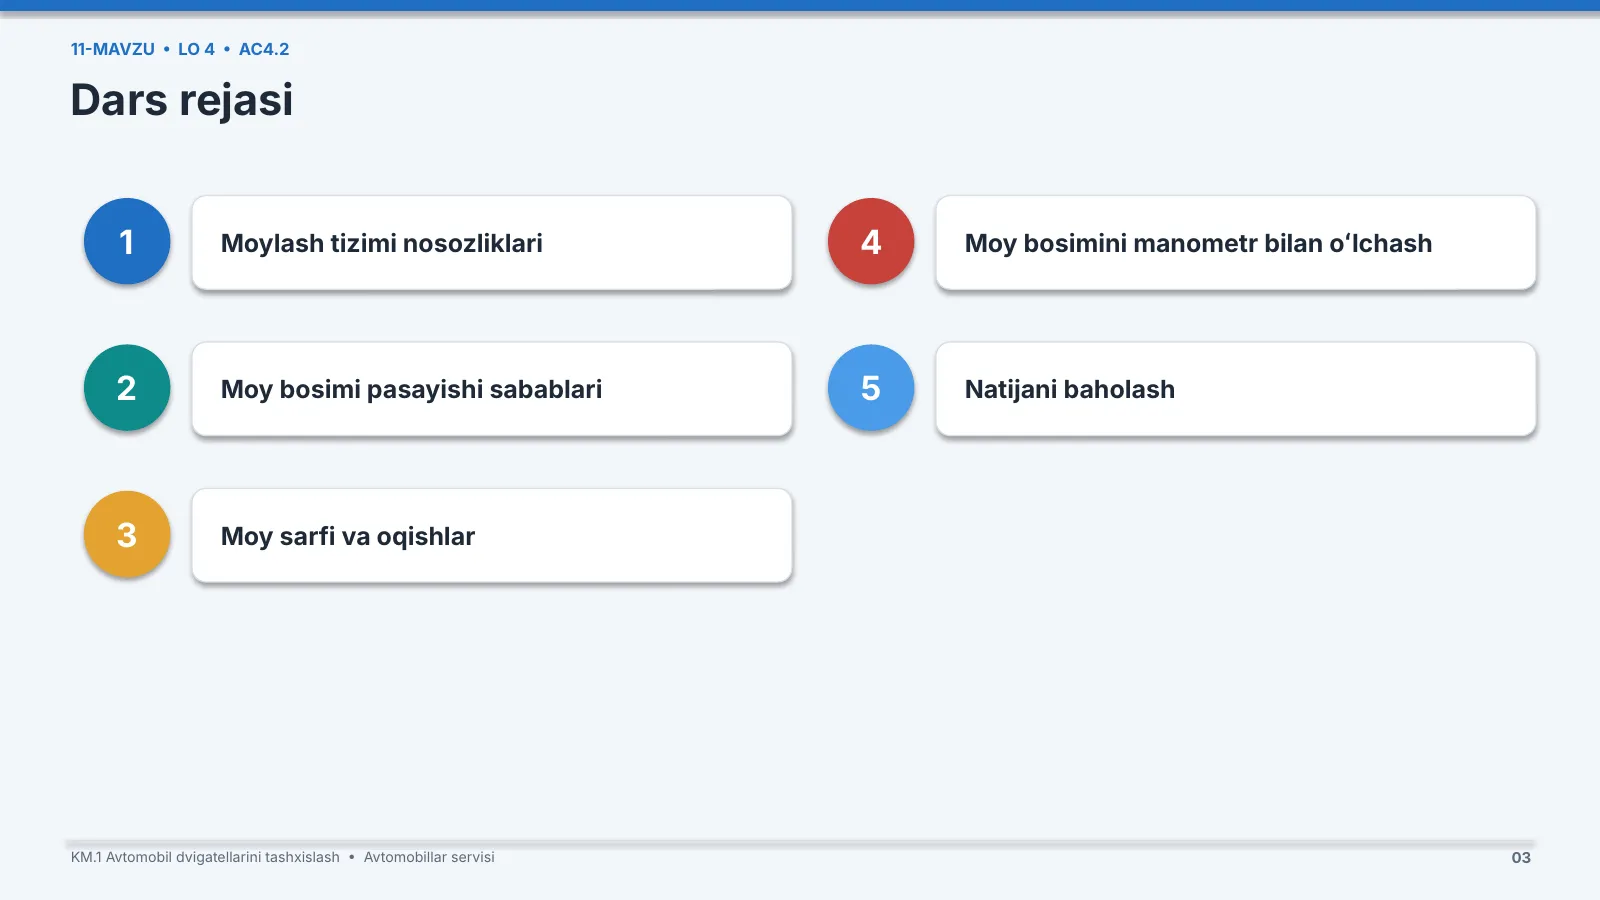 11-MAVZU • LO 4 • AC4.2
Dars rejasi
1
Moylash tizimi nosozliklari
2
Moy bosimi pasayishi sabablari
3
Moy sarfi va oqishlar
4
Moy bosimini manometr bilan oʻlchash
5
Natijani baholash
KM.1 Avtomobil dvigatellarini tashxislash • Avtomobillar servisi
03